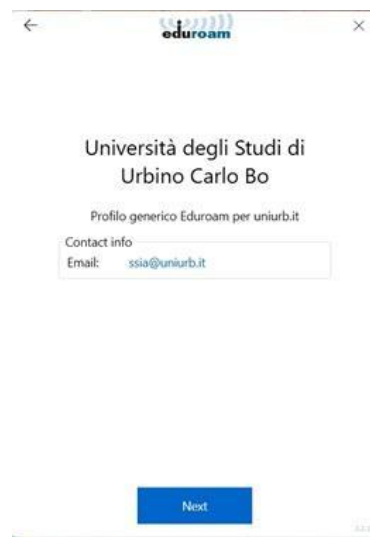 eduroam
Università degli Studi di
Urbino Carlo Bo
Profilo generico Eduroam per uniurb.it
Contact info
Email: ssia@uniurb.it
Next